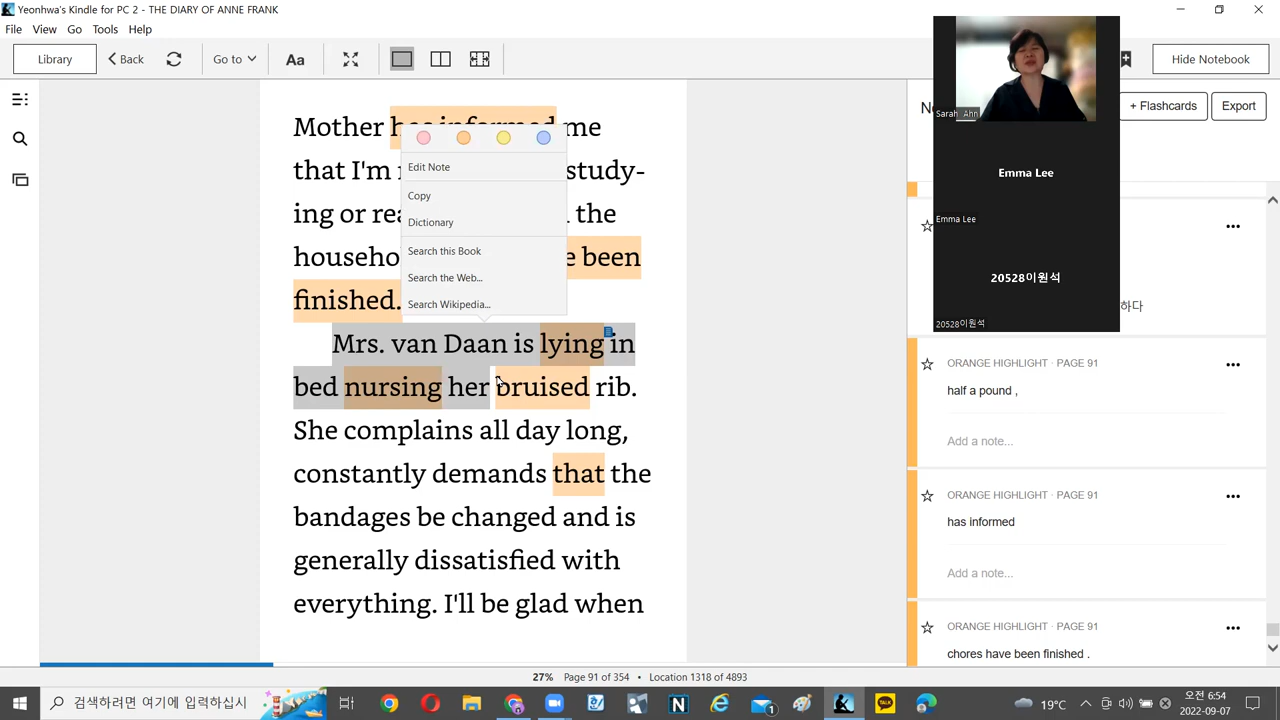 Yeonhwa's Kindle for PC 2 - THE DIARY OF ANNE FRANK
File View Go Tools Help
Library
Back
Go to
Aa
Hide Notebook
+ Flashcards
Export
Mother has informed me
that I'm study-
ing or rea the
househo e been
finished.
Mrs. van Daan is lying in
bed nursing her bruised rib.
She complains all day long,
constantly demands that the
bandages be changed and is
generally dissatisfied with
everything. I'll be glad when
Edit Note
Copy
Dictionary
Search this Book
Search the Web...
Search Wikipedia...
Sarah Ahn
Emma Lee
Emma Lee
20528이원석
20528이원석
하다
ORANGE HIGHLIGHT · PAGE 91
half a pound ,
Add a note...
ORANGE HIGHLIGHT · PAGE 91
has informed
Add a note...
ORANGE HIGHLIGHT · PAGE 91
chores have been finished .
27% Page 91 of 354 • Location 1318 of 4893
검색하려면 여기에 입력하십시
TALK
19°C
오전 6:54
2022-09-07